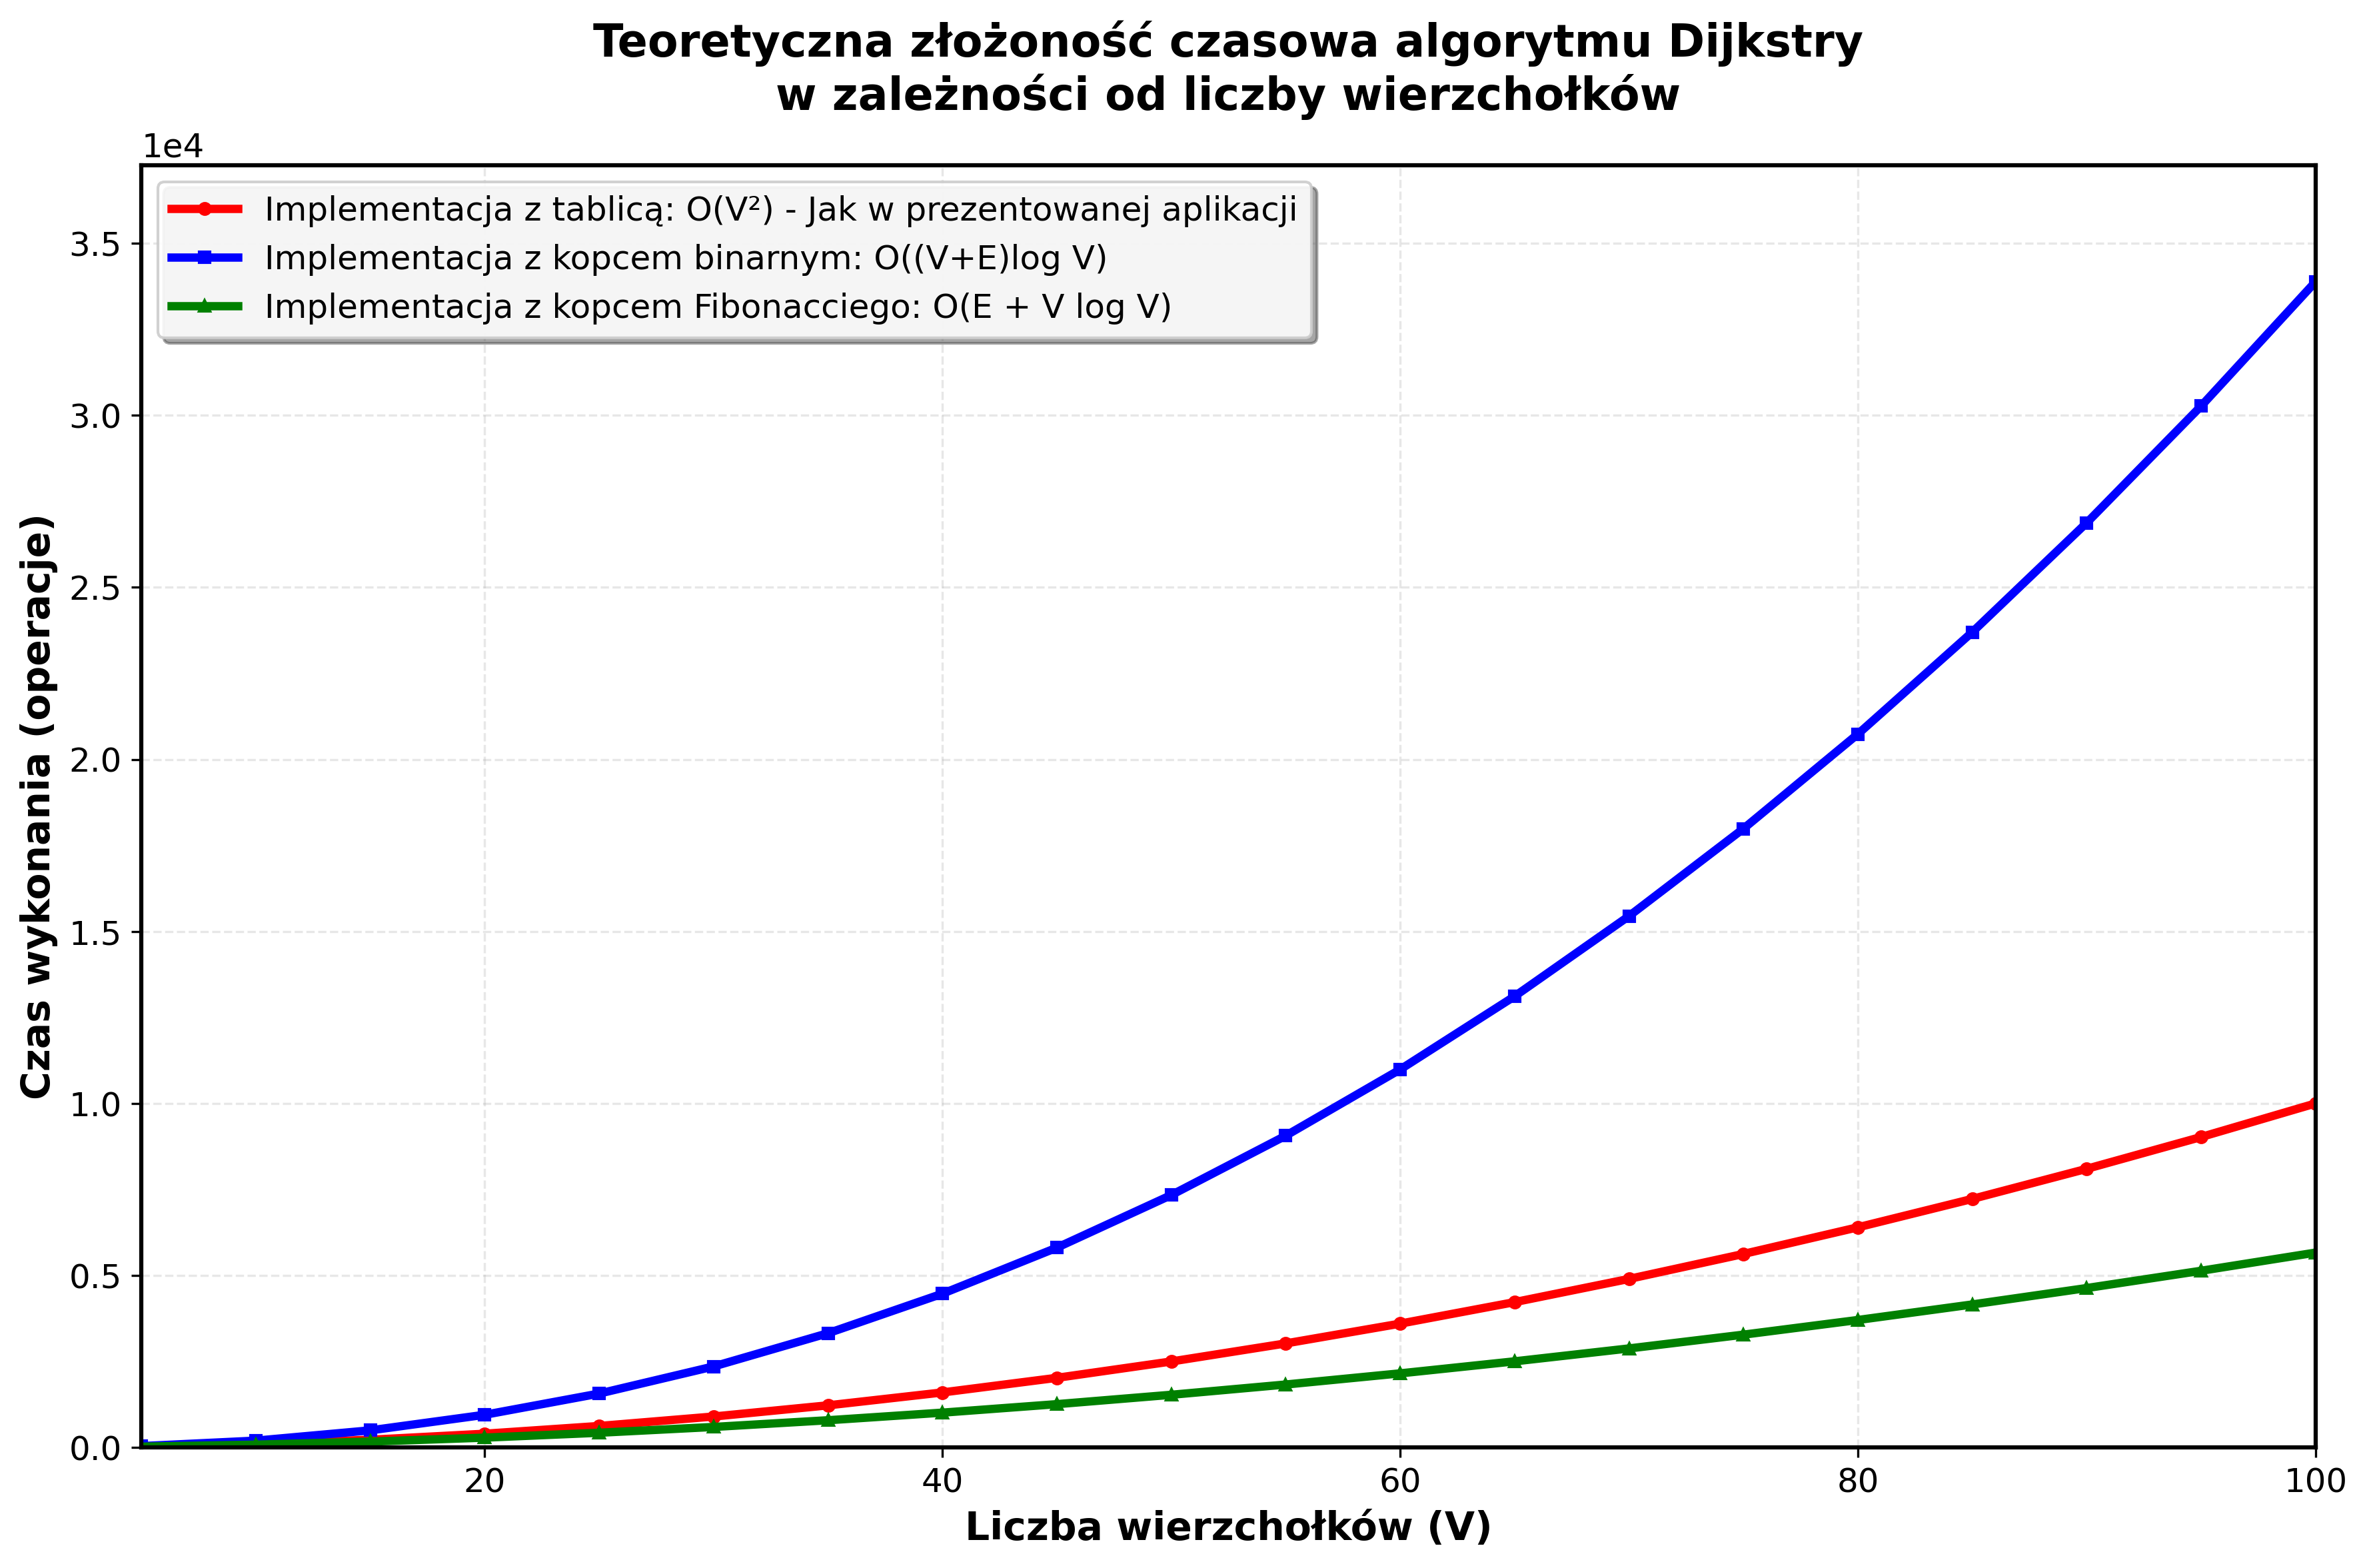 Teoretyczna złożoność czasowa algorytmu Dijkstry
w zależności od liczby wierzchołków
1e4
Implementacja z tablicą: O(V²) - Jak w prezentowanej aplikacji
Implementacja z kopcem binarnym: O((V+E)log V)
Implementacja z kopcem Fibonacciego: O(E + V log V)
3.5
3.0
2.5
2.0
1.5
1.0
0.5
0.0
Czas wykonania (operacje)
20 40 60 80 100
Liczba wierzchołków (V)